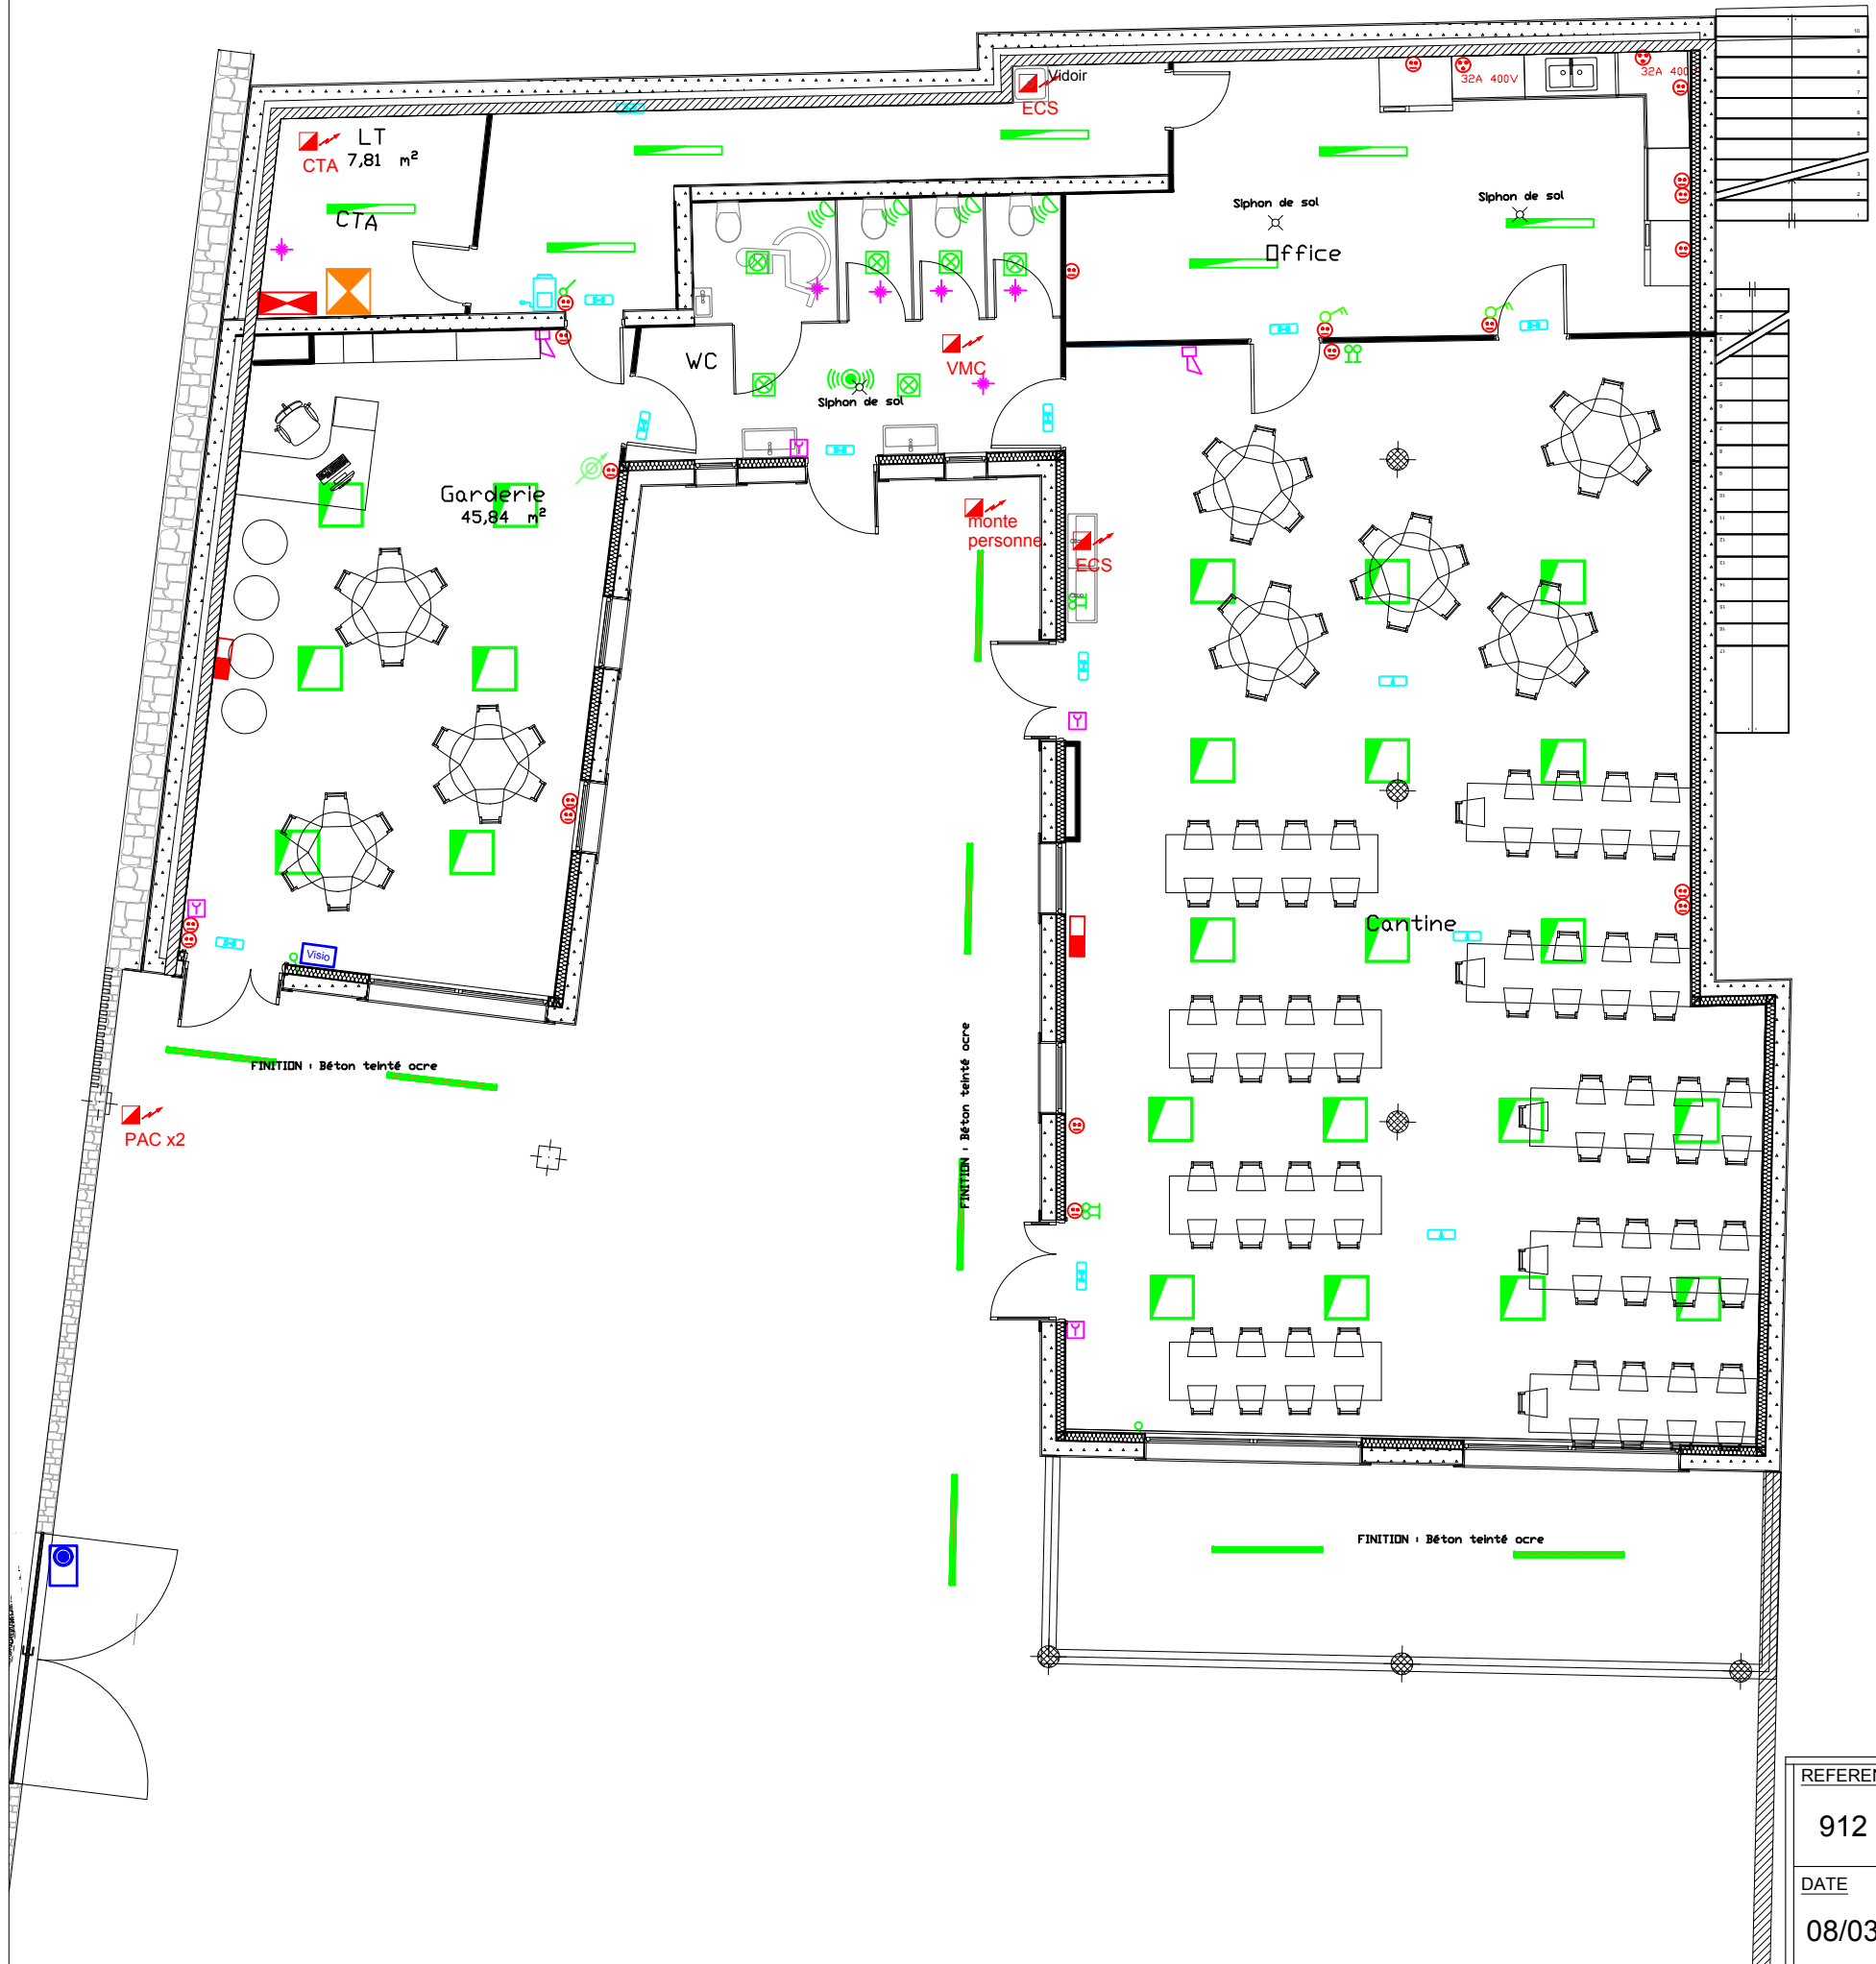 Vidoir
ECS
32A 400V
32A 400
LT
7,81 m²
CTA
CTA
Siphon de sol
Siphon de sol
Office
WC
VMC
Siphon de sol
Garderie
45,84 m²
monte
personne
ECS
Cantine
Visio
FINITION : Béton teinté ocre
FINITION : Béton teinté ocre
PAC x2
FINITION : Béton teinté ocre
REFEREN
912
DATE
08/03